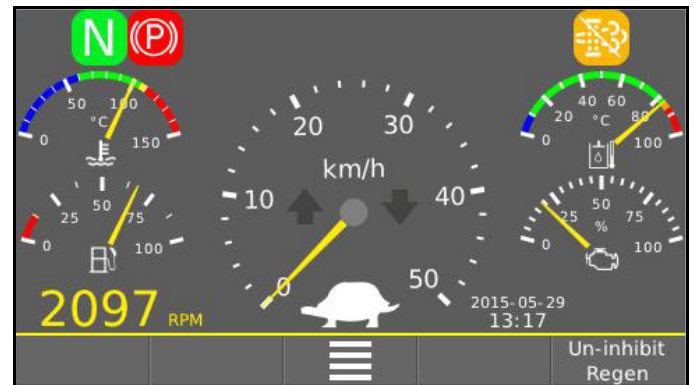 N (P)
50 100
°C
0 150
20 30
km/h
10 40
0 50
20 40 60 80
°C
0 100
25 50 75
0 100
25 50 75
%
0 100
2097 RPM
2015-05-29
13:17
Un-inhibit
Regen